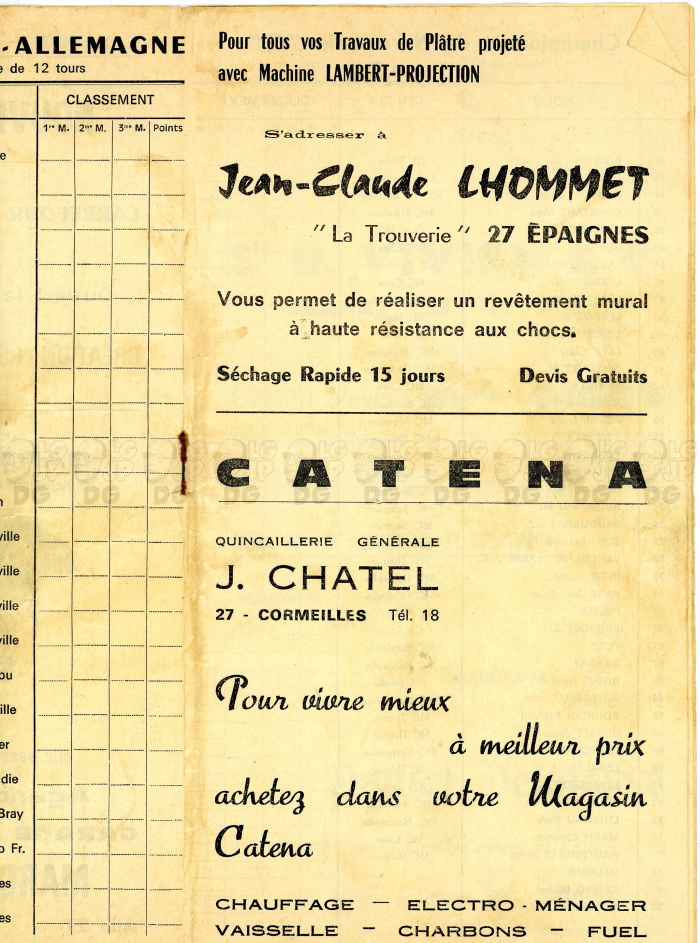 - ALLEMAGNE
e de 12 tours
CLASSEMENT
1re M. 2me M. 3me M. Points
e
n
ville
ville
ville
ville
ou
ille
er
die
Bray
o Fr.
es
es
Pour tous vos Travaux de Plâtre projeté
avec Machine LAMBERT-PROJECTION
S'adresser à
Jean-Claude LHOMMET
" La Trouverie " 27 ÉPAIGNES
Vous permet de réaliser un revêtement mural
à haute résistance aux chocs.
Séchage Rapide 15 jours Devis Gratuits
CATENA
QUINCAILLERIE GÉNÉRALE
J. CHATEL
27 - CORMEILLES Tél. 18
Pour vivre mieux
à meilleur prix
achetez dans votre Magasin
Catena
CHAUFFAGE — ELECTRO - MÉNAGER
VAISSELLE — CHARBONS — FUEL